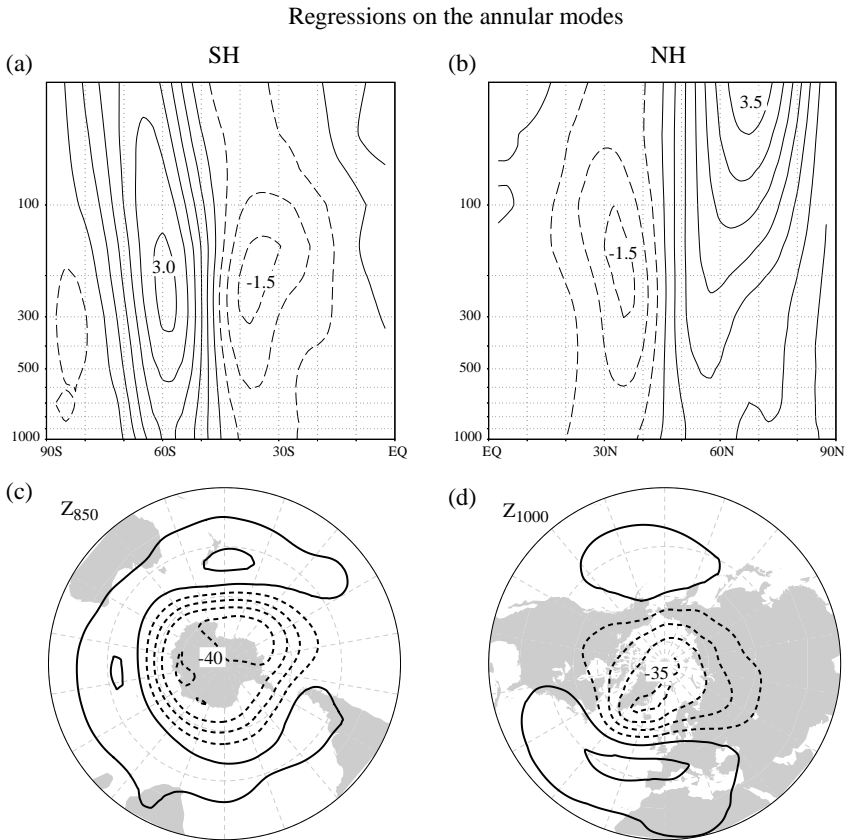 Regressions on the annular modes
(a)
SH
3.0
-1.5
100
300
500
1000
90S
60S
30S
EQ
(b)
NH
3.5
-1.5
100
300
500
1000
EQ
30N
60N
90N
(c)
Z850
-40
(d)
Z1000
-35